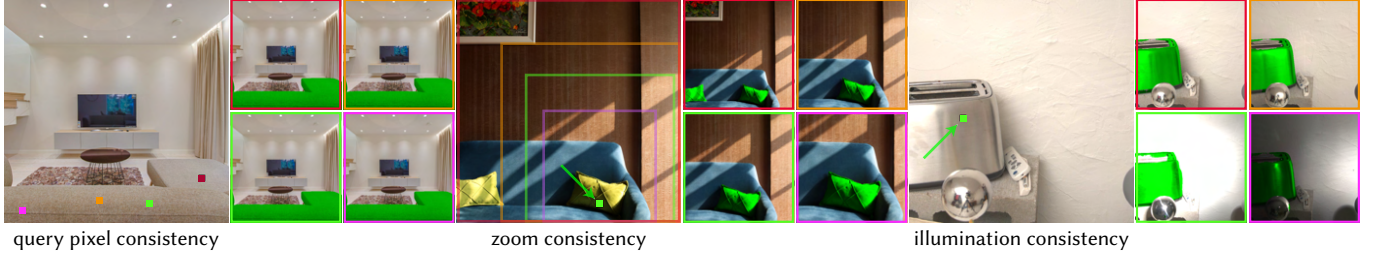 query pixel consistency
zoom consistency
illumination consistency